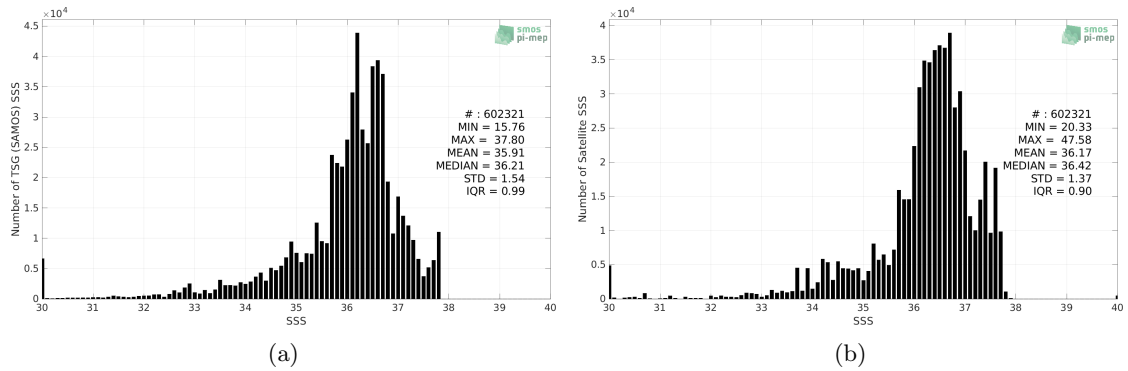 ×10⁴
4.5
4
3.5
3
2.5
2
1.5
1
0.5
0
Number of TSG (SAMOS) SSS
smos
pi-mep
# : 602321
MIN = 15.76
MAX = 37.80
MEAN = 35.91
MEDIAN = 36.21
STD = 1.54
IQR = 0.99
30 31 32 33 34 35 36 37 38 39 40
SSS
(a)
×10⁴
4
3.5
3
2.5
2
1.5
1
0.5
0
Number of Satellite SSS
smos
pi-mep
# : 602321
MIN = 20.33
MAX = 47.58
MEAN = 36.17
MEDIAN = 36.42
STD = 1.37
IQR = 0.90
30 31 32 33 34 35 36 37 38 39 40
SSS
(b)